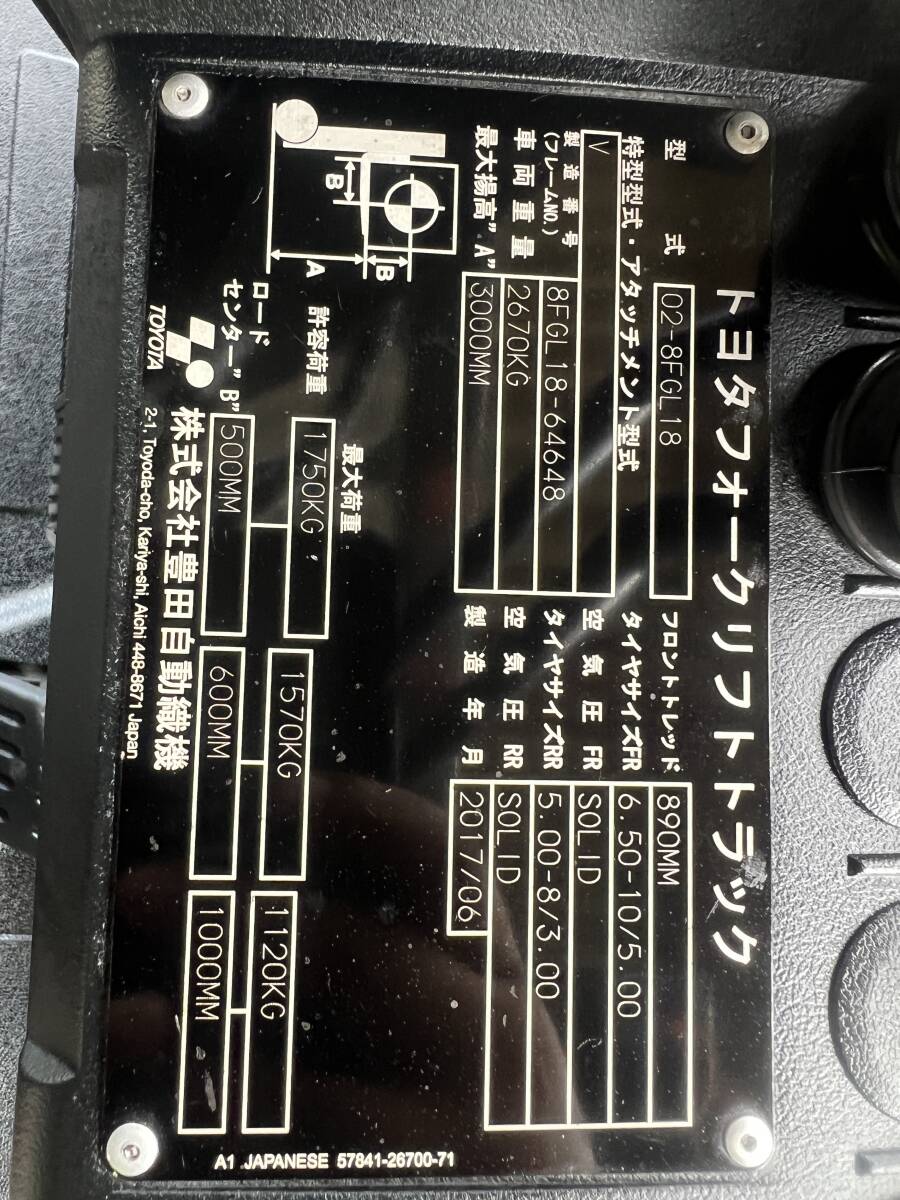 トヨタフォークリフトトラック
型式 02-8FGL18
特型型式・アタッチメント型式
V
製造番号 8FGL18-64648
(フレームNO.)
車両重量 2670KG
最大揚高"A" 3000MM
フロントトレッド 890MM
タイヤサイズFR 6.50-10/5.00
空気圧 FR SOLID
タイヤサイズRR 5.00-8/3.00
空気圧 RR SOLID
製造年月 2017/06
最大荷重
許容荷重 1750KG 1570KG 1120KG
ロード
センター"B" 500MM 600MM 1000MM
B
A
B
TOYOTA
株式会社豊田自動織機
2-1, Toyoda-cho, Kariya-shi, Aichi 448-8671 Japan
A1 JAPANESE 57841-26700-71